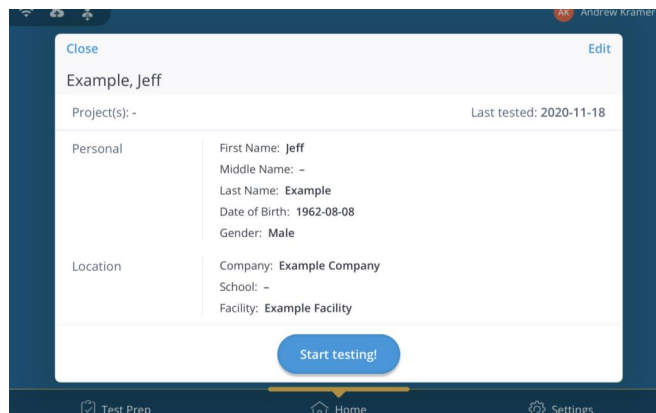 AK Andrew Kramer
Close Edit
Example, Jeff
Project(s): - Last tested: 2020-11-18
Personal
First Name: Jeff
Middle Name: –
Last Name: Example
Date of Birth: 1962-08-08
Gender: Male
Location
Company: Example Company
School: –
Facility: Example Facility
Start testing!
Test Prep Home Settings